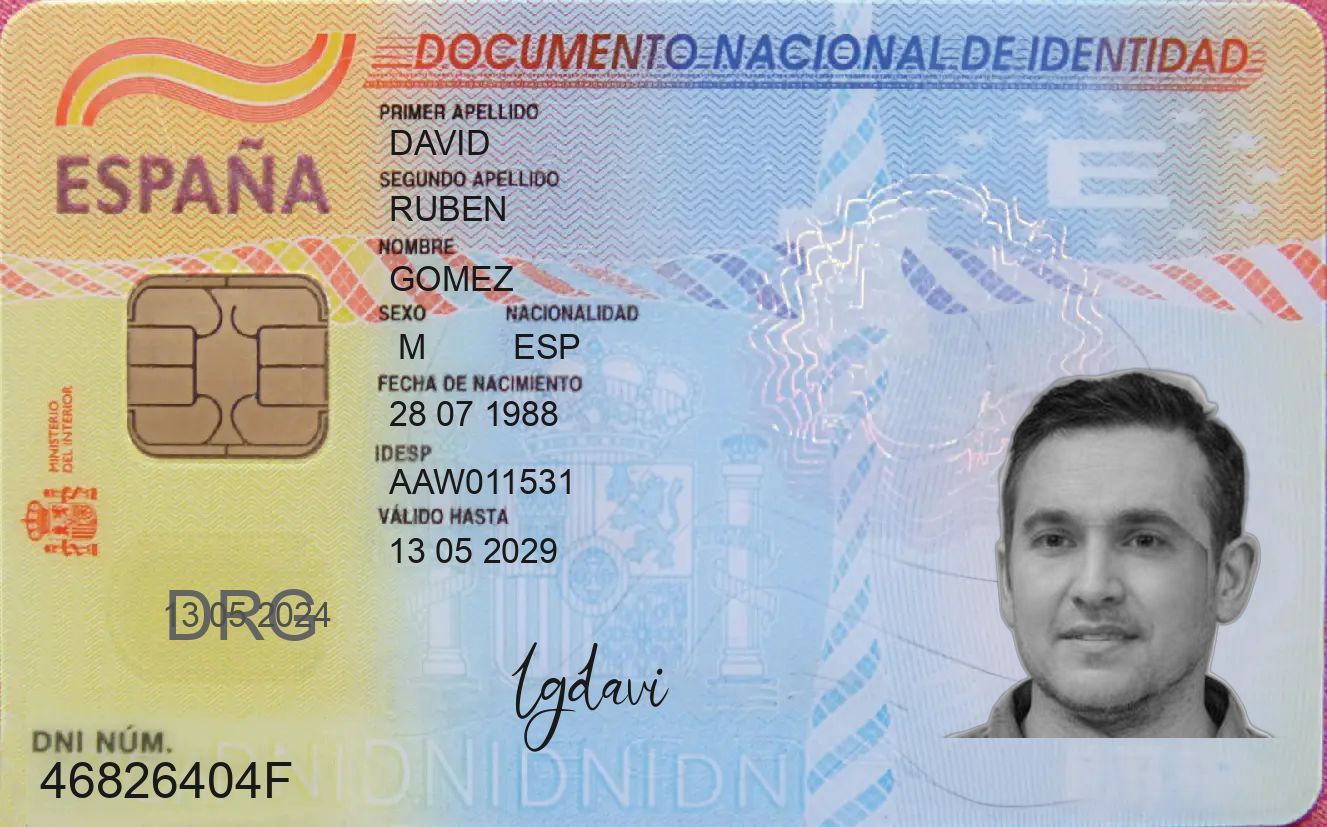 DOCUMENTO NACIONAL DE IDENTIDAD
ESPAÑA
PRIMER APELLIDO
DAVID
SEGUNDO APELLIDO
RUBEN
NOMBRE
GOMEZ
SEXO NACIONALIDAD
M ESP
FECHA DE NACIMIENTO
28 07 1988
IDESP
AAW011531
VÁLIDO HASTA
13 05 2029
MINISTERIO
DEL INTERIOR
E
DRG
13 05 2024
lgdavi
DNI NÚM.
46826404F
DNIDNIDNIDNI